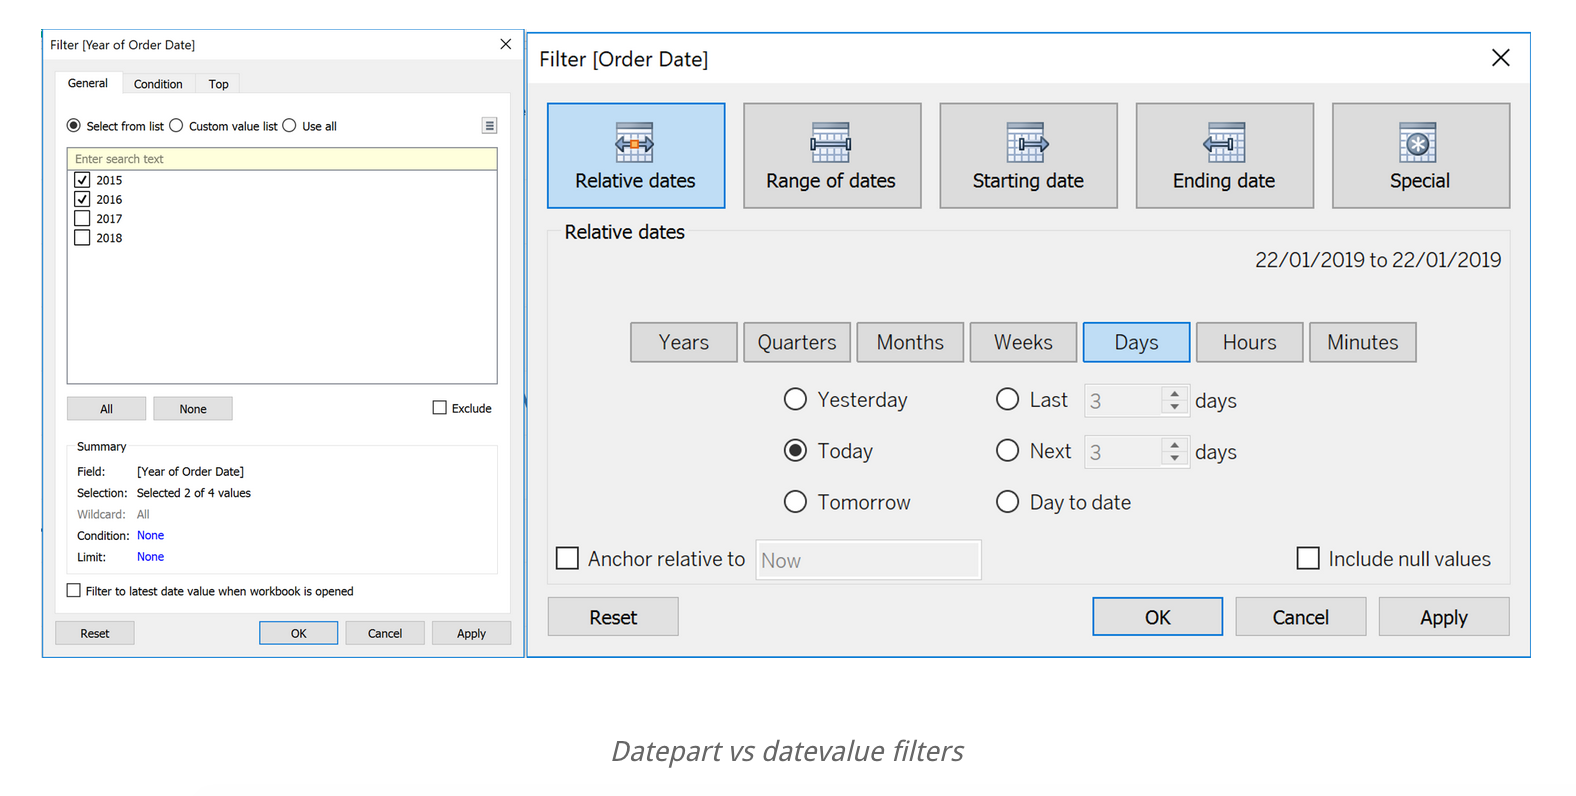 Filter [Year of Order Date]
General Condition Top
Select from list Custom value list Use all
Enter search text
2015
2016
2017
2018
All None Exclude
Summary
Field: [Year of Order Date]
Selection: Selected 2 of 4 values
Wildcard: All
Condition: None
Limit: None
Filter to latest date value when workbook is opened
Reset OK Cancel Apply
Filter [Order Date]
Relative dates Range of dates Starting date Ending date Special
Relative dates
22/01/2019 to 22/01/2019
Years Quarters Months Weeks Days Hours Minutes
Yesterday Last 3 days
Today Next 3 days
Tomorrow Day to date
Anchor relative to Now Include null values
Reset OK Cancel Apply
Datepart vs datevalue filters